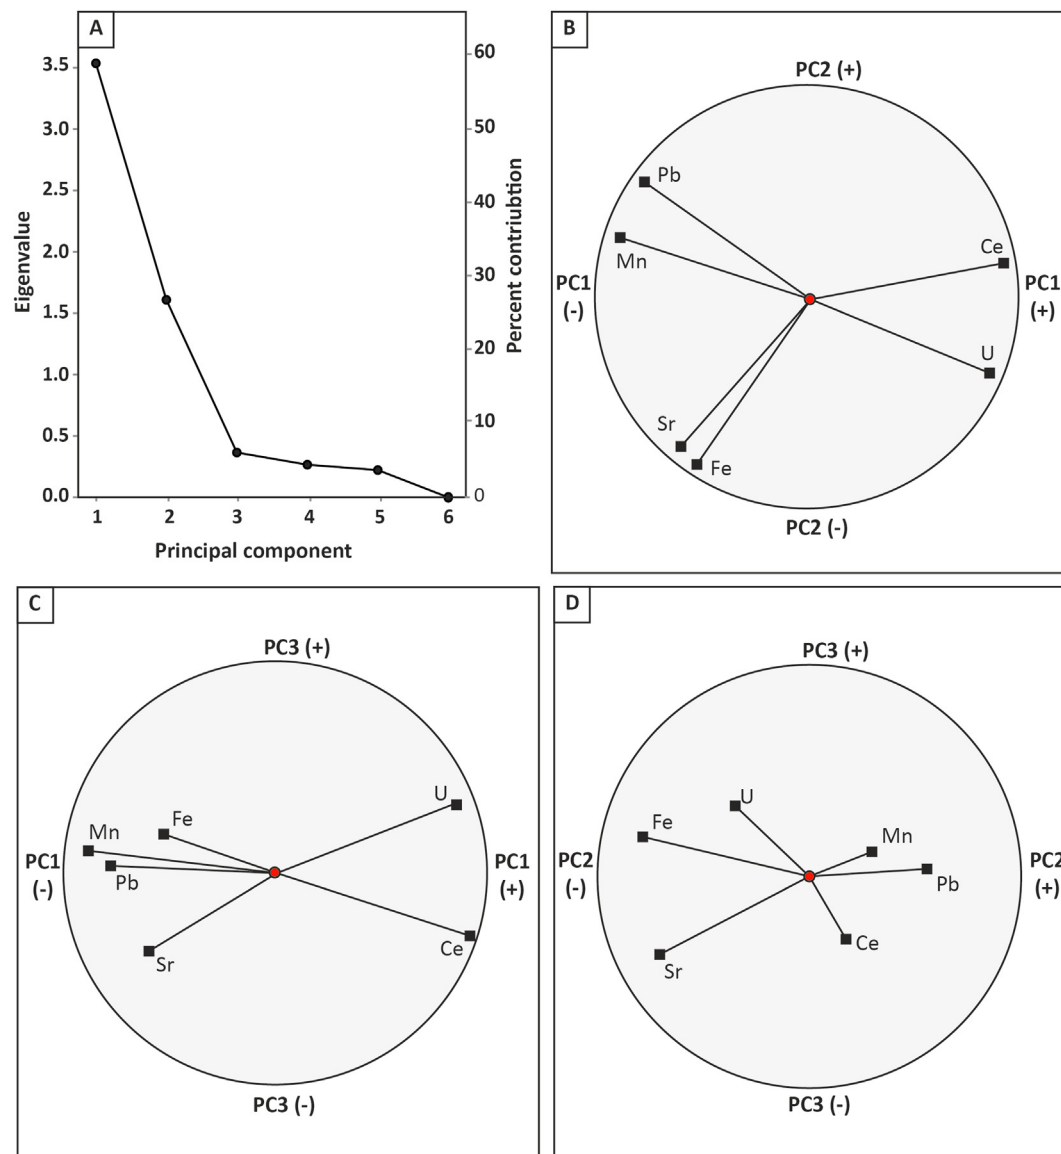 A
3.5
3.0
2.5
2.0
1.5
1.0
0.5
0.0
Eigenvalue
60
50
40
30
20
10
0
Percent contriubtion
1 2 3 4 5 6
Principal component
B
PC2 (+)
Pb
Mn
Ce
PC1
(-)
PC1
(+)
U
Sr
Fe
PC2 (-)
C
PC3 (+)
U
Fe
Mn
PC1
(-)
Pb
PC1
(+)
Sr
Ce
PC3 (-)
D
PC3 (+)
U
Fe
Mn
PC2
(-)
Pb
PC2
(+)
Ce
Sr
PC3 (-)